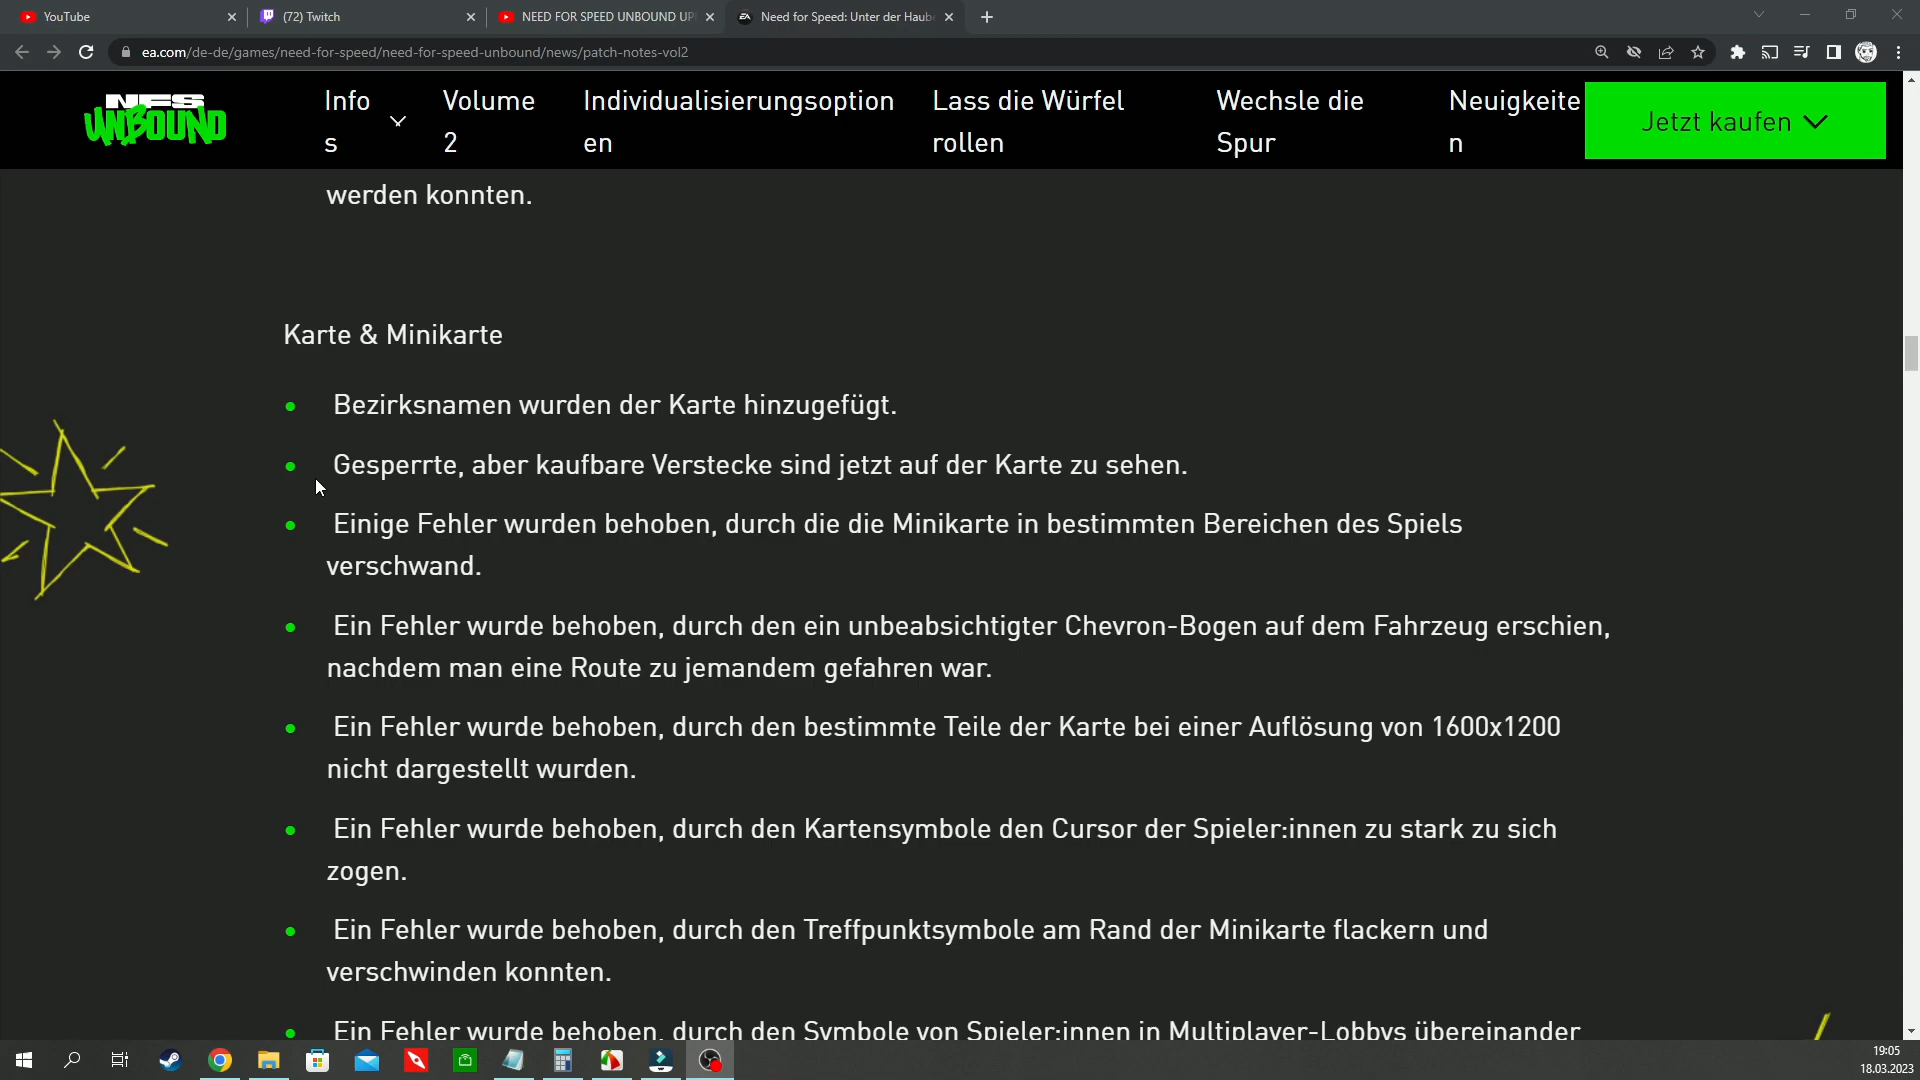 YouTube
(72) Twitch
NEED FOR SPEED UNBOUND UP
Need for Speed: Unter der Haub
ea.com/de-de/games/need-for-speed/need-for-speed-unbound/news/patch-notes-vol2
NFS
UNBOUND
Info
s
Volume
2
Individualisierungsoption
en
Lass die Würfel
rollen
Wechsle die
Spur
Neuigkeite
n
Jetzt kaufen
werden konnten.
Karte & Minikarte
Bezirksnamen wurden der Karte hinzugefügt.
Gesperrte, aber kaufbare Verstecke sind jetzt auf der Karte zu sehen.
Einige Fehler wurden behoben, durch die die Minikarte in bestimmten Bereichen des Spiels
verschwand.
Ein Fehler wurde behoben, durch den ein unbeabsichtigter Chevron-Bogen auf dem Fahrzeug erschien,
nachdem man eine Route zu jemandem gefahren war.
Ein Fehler wurde behoben, durch den bestimmte Teile der Karte bei einer Auflösung von 1600x1200
nicht dargestellt wurden.
Ein Fehler wurde behoben, durch den Kartensymbole den Cursor der Spieler:innen zu stark zu sich
zogen.
Ein Fehler wurde behoben, durch den Treffpunktsymbole am Rand der Minikarte flackern und
verschwinden konnten.
Ein Fehler wurde behoben, durch den Symbole von Spieler:innen in Multiplayer-Lobbys übereinander
19:05
18.03.2023